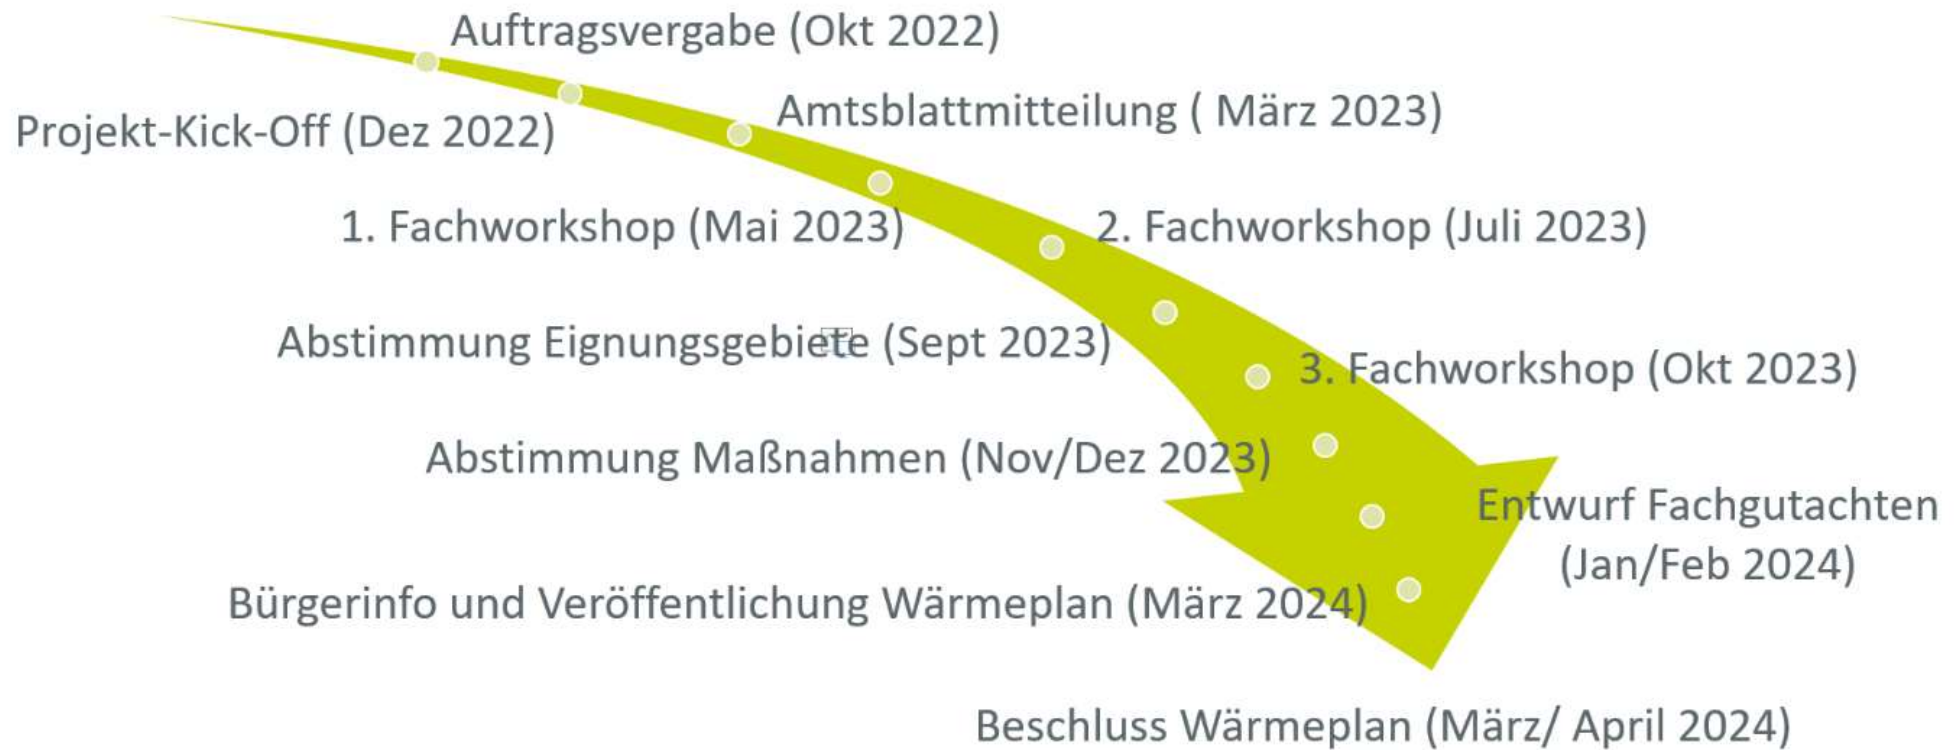 Auftragsvergabe (Okt 2022)
Projekt-Kick-Off (Dez 2022)
Amtsblattmitteilung ( März 2023)
1. Fachworkshop (Mai 2023)
2. Fachworkshop (Juli 2023)
Abstimmung Eignungsgebiete (Sept 2023)
3. Fachworkshop (Okt 2023)
Abstimmung Maßnahmen (Nov/Dez 2023)
Entwurf Fachgutachten
(Jan/Feb 2024)
Bürgerinfo und Veröffentlichung Wärmeplan (März 2024)
Beschluss Wärmeplan (März/ April 2024)